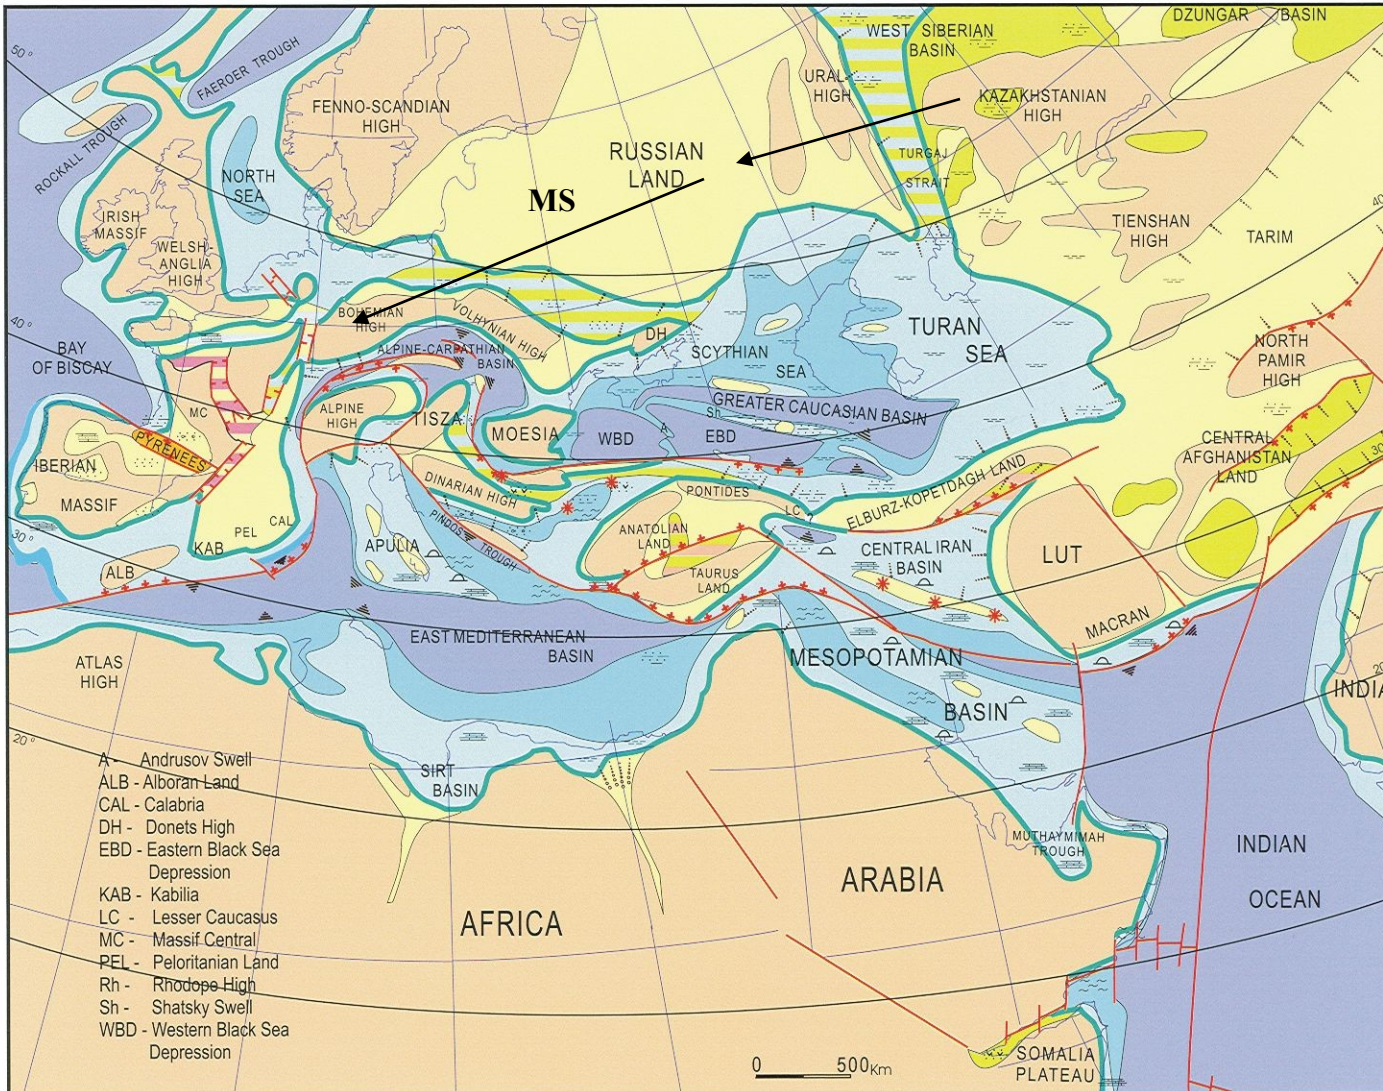 DZUNGAR BASIN
WEST SIBERIAN
BASIN
50°
FAEROER TROUGH
URAL
HIGH
FENNO-SCANDIAN
HIGH
KAZAKHSTANIAN
HIGH
ROCKALL TROUGH
RUSSIAN
LAND
TURGAJ
STRAIT
NORTH
SEA
MS
IRISH
MASSIF
40
TIENSHAN
HIGH
TARIM
WELSH-
ANGLIA
HIGH
BOHEMIAN
HIGH
VOLHYNIAN HIGH
DH
TURAN
SEA
40°
BAY
OF BISCAY
ALPINE-CARPATHIAN
BASIN
SCYTHIAN
SEA
NORTH
PAMIR
HIGH
MC
ALPINE
HIGH
TISZA
GREATER CAUCASIAN BASIN
Sh
MOESIA
WBD
A
EBD
PYRENEES
IBERIAN
MASSIF
CENTRAL
AFGHANISTAN
LAND
30
DINARIAN HIGH
PONTIDES
ELBURZ-KOPETDAGH LAND
LC
CAL
PEL
KAB
PINDOS TROUGH
ANATOLIAN
LAND
30°
APULIA
CENTRAL IRAN
BASIN
LUT
ALB
TAURUS
LAND
MACRAN
EAST MEDITERRANEAN
BASIN
MESOPOTAMIAN
BASIN
ATLAS
HIGH
20
INDIA
20°
SIRT
BASIN
A - Andrusov Swell
ALB - Alboran Land
CAL - Calabria
DH - Donets High
EBD - Eastern Black Sea
Depression
KAB - Kabilia
LC - Lesser Caucasus
MC - Massif Central
PEL - Peloritanian Land
Rh - Rhodope High
Sh - Shatsky Swell
WBD - Western Black Sea
Depression
MUTHAYMIMAH
TROUGH
INDIAN
OCEAN
ARABIA
AFRICA
SOMALIA
PLATEAU
0 500Km